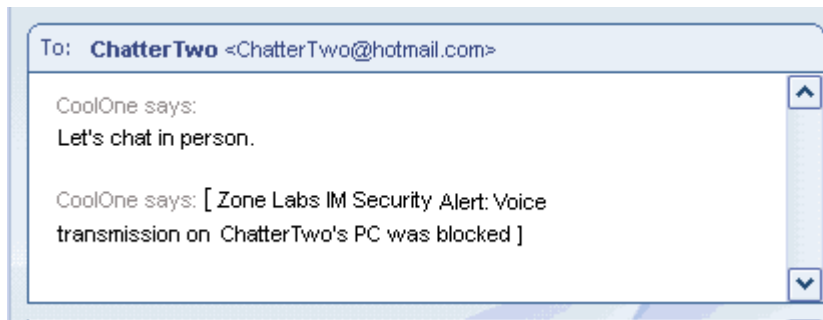 To: ChatterTwo <ChatterTwo@hotmail.com>
CoolOne says:
Let's chat in person.
CoolOne says: [ Zone Labs IM Security Alert: Voice
transmission on ChatterTwo's PC was blocked ]